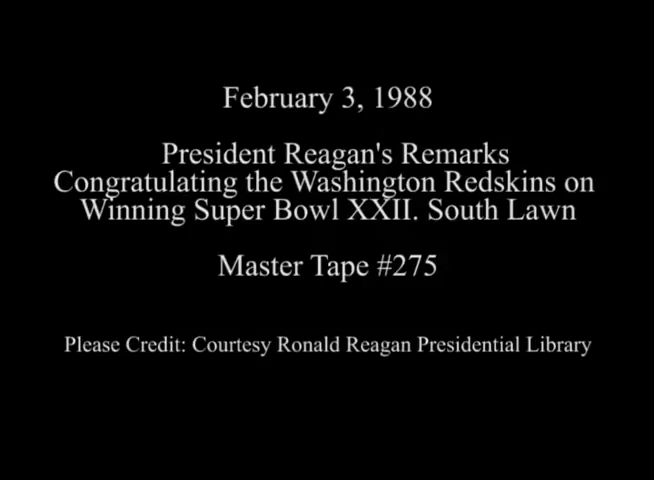 February 3, 1988
President Reagan's Remarks
Congratulating the Washington Redskins on
Winning Super Bowl XXII. South Lawn
Master Tape #275
Please Credit: Courtesy Ronald Reagan Presidential Library